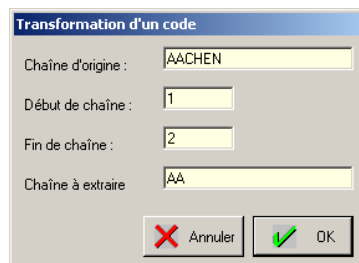 Transformation d'un code
Chaîne d'origine : AACHEN
Début de chaîne : 1
Fin de chaîne : 2
Chaîne à extraire AA
Annuler OK